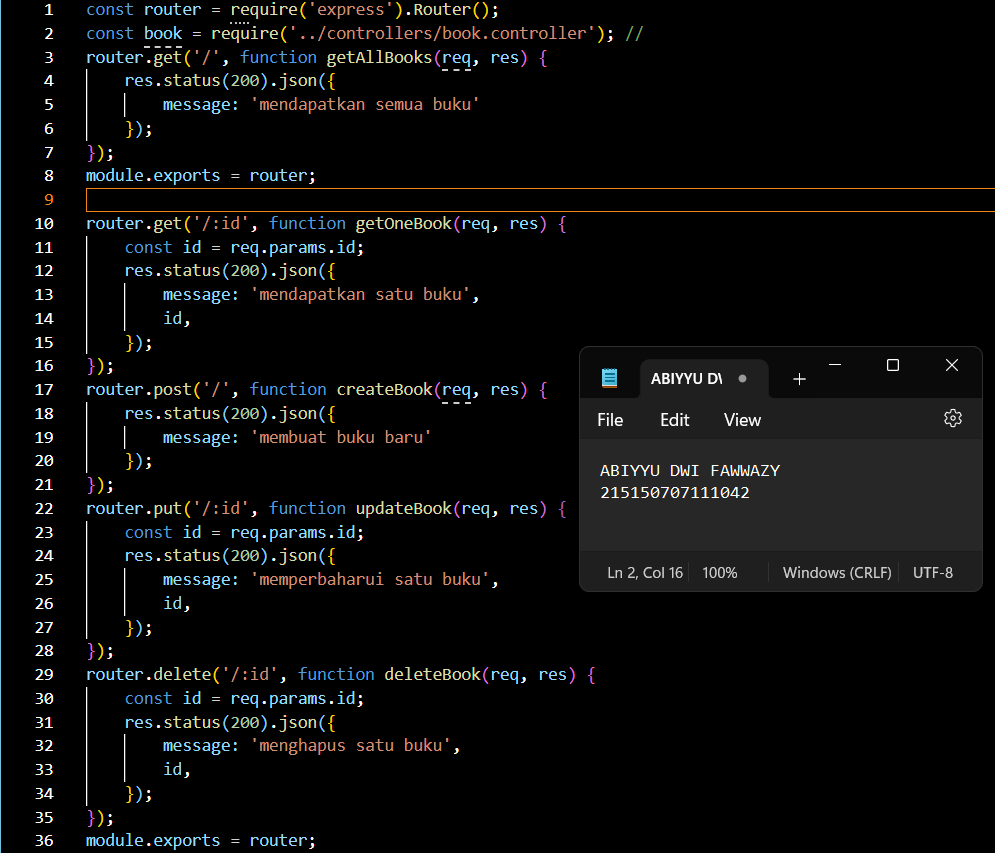 1 const router = require('express').Router();
2 const book = require('../controllers/book.controller'); //
3 router.get('/', function getAllBooks(req, res) {
4 res.status(200).json({
5 message: 'mendapatkan semua buku'
6 });
7 });
8 module.exports = router;
9
10 router.get('/:id', function getOneBook(req, res) {
11 const id = req.params.id;
12 res.status(200).json({
13 message: 'mendapatkan satu buku',
14 id,
15 });
16 });
17 router.post('/', function createBook(req, res) {
18 res.status(200).json({
19 message: 'membuat buku baru'
20 });
21 });
22 router.put('/:id', function updateBook(req, res) {
23 const id = req.params.id;
24 res.status(200).json({
25 message: 'memperbaharui satu buku',
26 id,
27 });
28 });
29 router.delete('/:id', function deleteBook(req, res) {
30 const id = req.params.id;
31 res.status(200).json({
32 message: 'menghapus satu buku',
33 id,
34 });
35 });
36 module.exports = router;
ABIYYU DV
File Edit View
ABIYYU DWI FAWWAZY
215150707111042
Ln 2, Col 16 100% Windows (CRLF) UTF-8